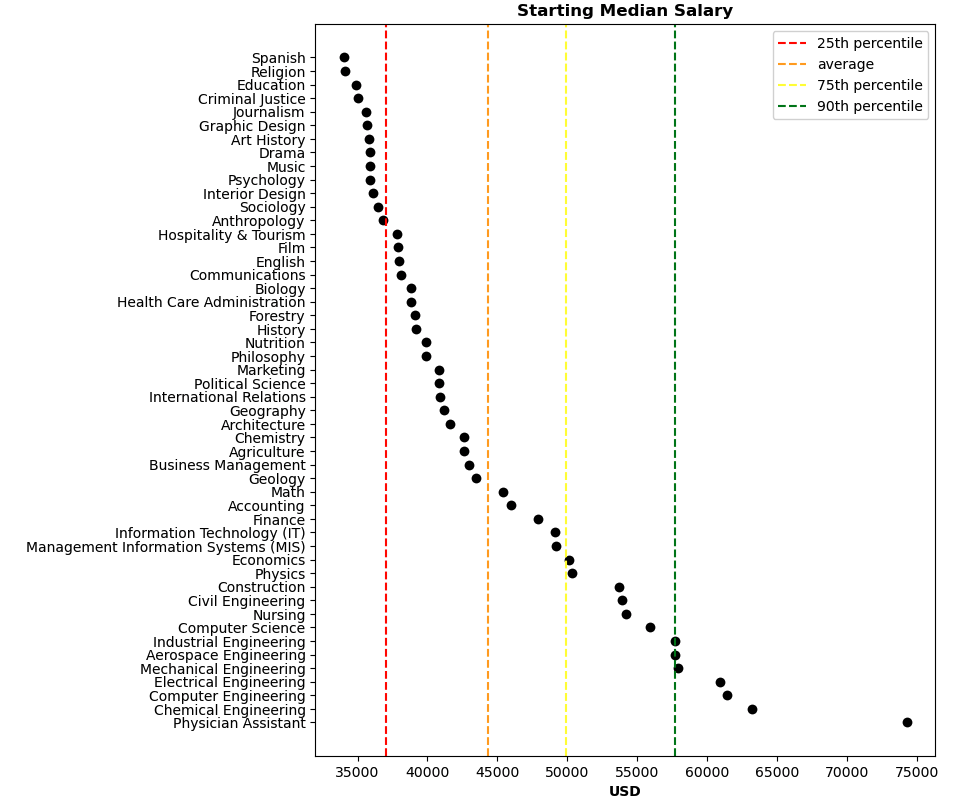 Starting Median Salary
25th percentile
average
75th percentile
90th percentile
Spanish
Religion
Education
Criminal Justice
Journalism
Graphic Design
Art History
Drama
Music
Psychology
Interior Design
Sociology
Anthropology
Hospitality & Tourism
Film
English
Communications
Biology
Health Care Administration
Forestry
History
Nutrition
Philosophy
Marketing
Political Science
International Relations
Geography
Architecture
Chemistry
Agriculture
Business Management
Geology
Math
Accounting
Finance
Information Technology (IT)
Management Information Systems (MIS)
Economics
Physics
Construction
Civil Engineering
Nursing
Computer Science
Industrial Engineering
Aerospace Engineering
Mechanical Engineering
Electrical Engineering
Computer Engineering
Chemical Engineering
Physician Assistant
35000 40000 45000 50000 55000 60000 65000 70000 75000
USD